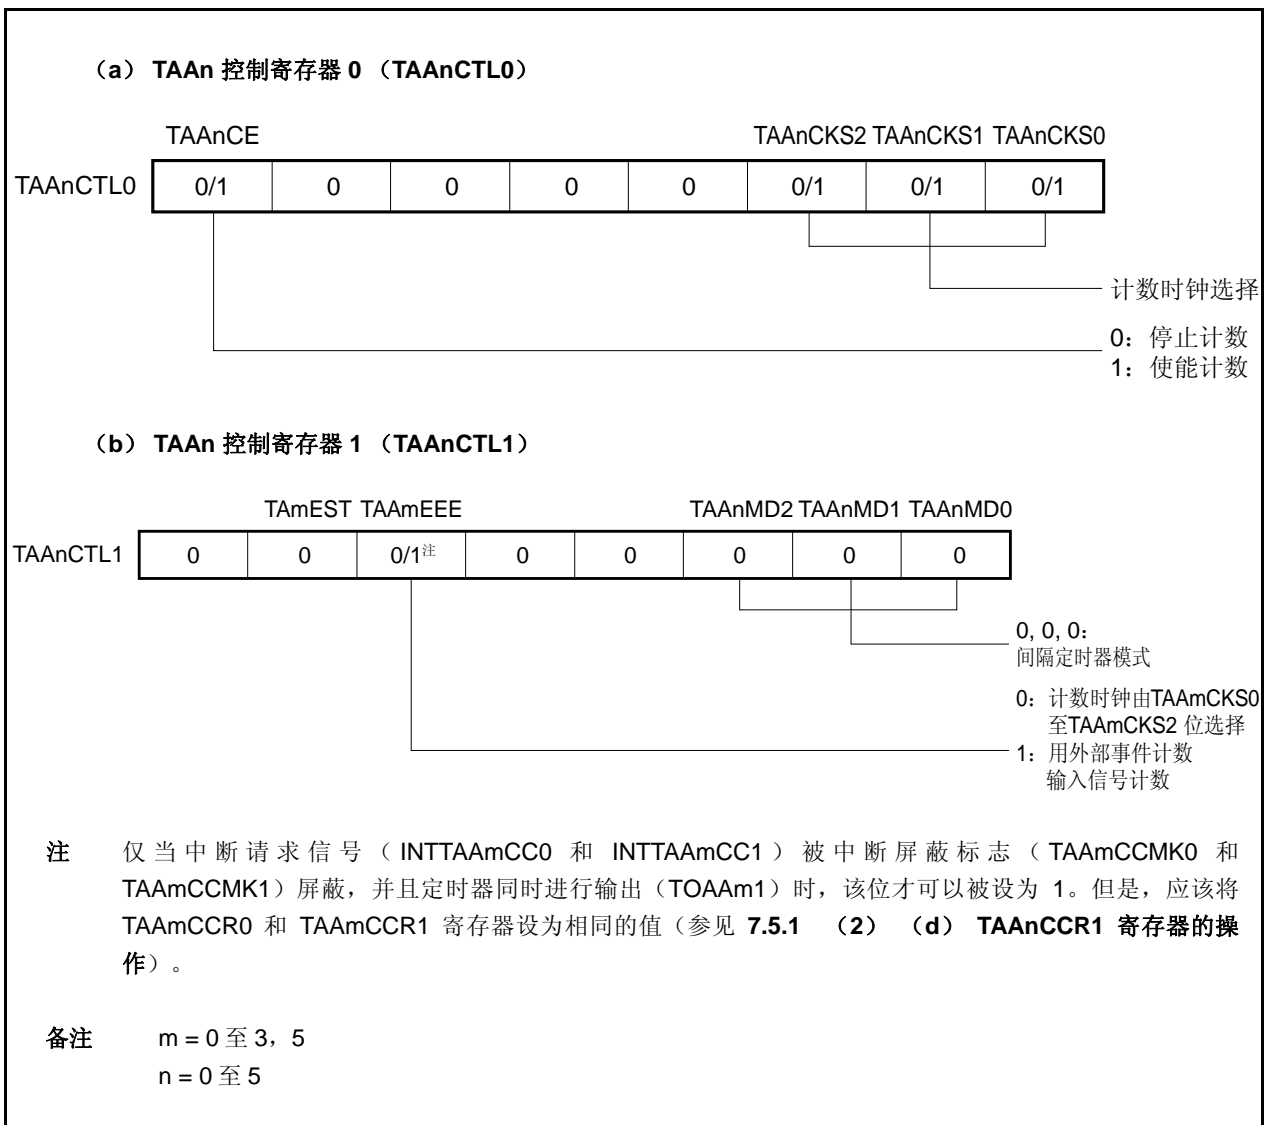 （a） TAAn 控制寄存器 0 （TAAnCTL0）
TAAnCE TAAnCKS2 TAAnCKS1 TAAnCKS0
TAAnCTL0 0/1 0 0 0 0 0/1 0/1 0/1
计数时钟选择
0：停止计数
1：使能计数
（b） TAAn 控制寄存器 1 （TAAnCTL1）
TAmEST TAAmEEE TAAnMD2 TAAnMD1 TAAnMD0
TAAnCTL1 0 0 0/1注 0 0 0 0 0
0, 0, 0：
间隔定时器模式
0：计数时钟由TAAmCKS0
至TAAmCKS2 位选择
1：用外部事件计数
输入信号计数
注 仅当中断请求信号（INTTAAmCC0 和 INTTAAmCC1）被中断屏蔽标志（TAAmCCMK0 和
TAAmCCMK1）屏蔽，并且定时器同时进行输出（TOAAm1）时，该位才可以被设为 1。但是，应该将
TAAmCCR0 和 TAAmCCR1 寄存器设为相同的值（参见 7.5.1 （2） （d） TAAnCCR1 寄存器的操
作）。
备注 m = 0 至 3，5
n = 0 至 5